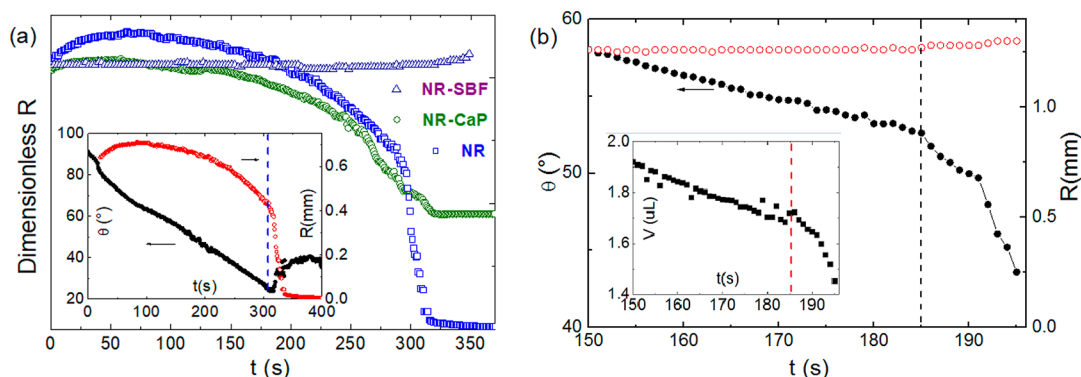 (a)
Dimensionless R
NR-SBF
NR-CaP
NR
100
80
60
40
20
θ (°)
0.6
0.4
0.2
0.0
R(mm)
0 100 200 300 400
t(s)
0 50 100 150 200 250 300 350
t (s)
(b)
60
50
40
θ (°)
1.0
0.5
0.0
R(mm)
2.0
1.8
1.6
1.4
V (uL)
150 160 170 180 190
t(s)
150 160 170 180 190
t (s)